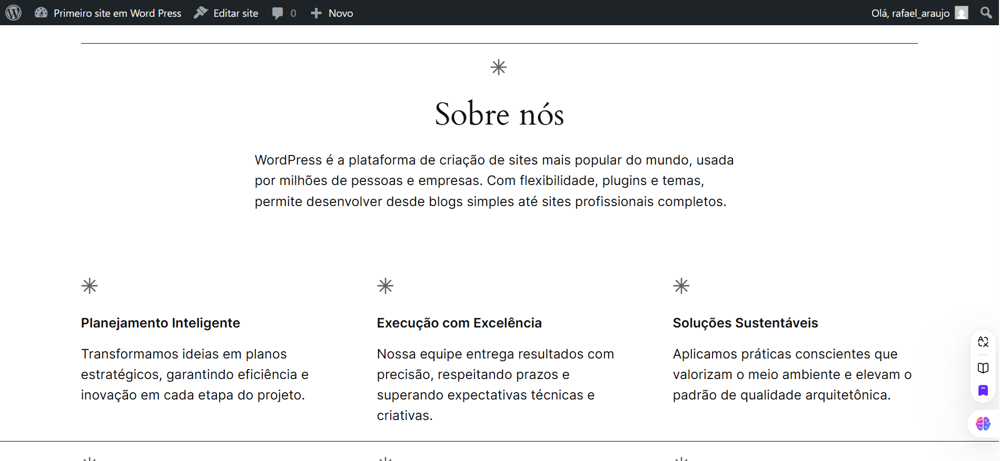 Primeiro site em Word Press Editar site 0 Novo Olá, rafael_araujo
Sobre nós
WordPress é a plataforma de criação de sites mais popular do mundo, usada
por milhões de pessoas e empresas. Com flexibilidade, plugins e temas,
permite desenvolver desde blogs simples até sites profissionais completos.
Planejamento Inteligente
Transformamos ideias em planos
estratégicos, garantindo eficiência e
inovação em cada etapa do projeto.
Execução com Excelência
Nossa equipe entrega resultados com
precisão, respeitando prazos e
superando expectativas técnicas e
criativas.
Soluções Sustentáveis
Aplicamos práticas conscientes que
valorizam o meio ambiente e elevam o
padrão de qualidade arquitetônica.